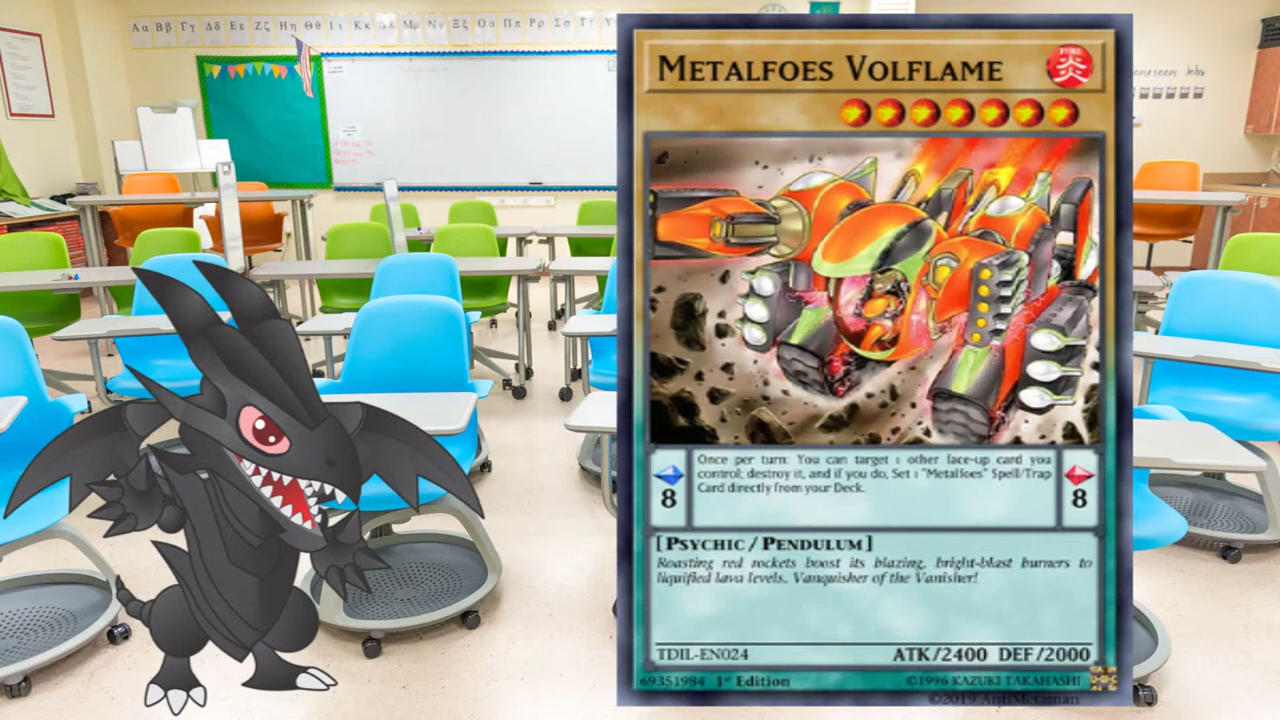 Αα Ββ Γγ Δδ Εε Ζζ Ηη Θθ Ιι Κκ Λλ Μμ Νν Ξξ Οο Ππ Ρρ Σσ Ττ
METALFOES VOLFLAME
FIRE
炎
Once per turn: You can target 1 other face-up card you
control; destroy it, and if you do, Set 1 "Metalfoes" Spell/Trap
Card directly from your Deck.
8
8
[PSYCHIC / PENDULUM]
Roasting red rockets boost its blazing, bright-blast burners to
liquified lava levels. Vanquisher of the Vanisher!
TDIL-EN024 ATK/2400 DEF/2000
69351984 1st Edition ©1996 KAZUKI TAKAHASHI
©2019 AntiMetaman